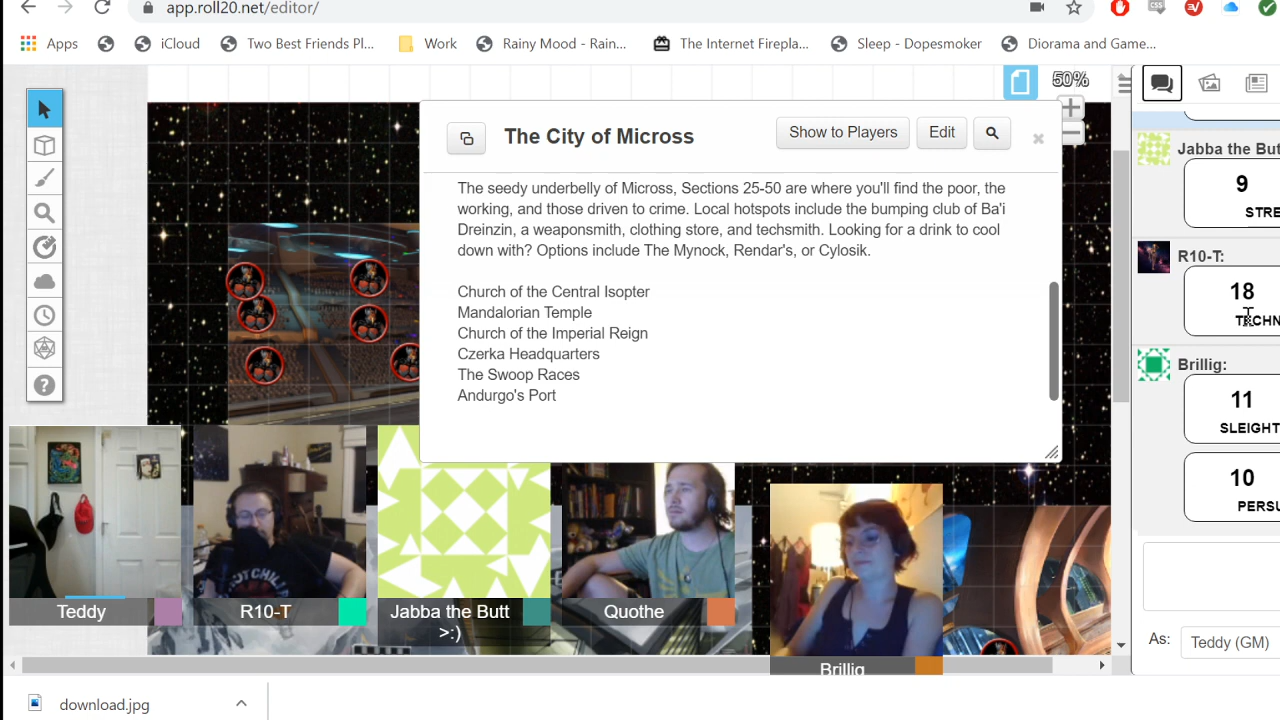 app.roll20.net/editor/
Apps
iCloud
Two Best Friends Pl...
Work
Rainy Mood - Rain...
The Internet Firepla...
Sleep - Dopesmoker
Diorama and Game...
50%
The City of Micross
Show to Players
Edit
The seedy underbelly of Micross, Sections 25-50 are where you'll find the poor, the
working, and those driven to crime. Local hotspots include the bumping club of Ba'i
Dreinzin, a weaponsmith, clothing store, and techsmith. Looking for a drink to cool
down with? Options include The Mynock, Rendar's, or Cylosik.
Church of the Central Isopter
Mandalorian Temple
Church of the Imperial Reign
Czerka Headquarters
The Swoop Races
Andurgo's Port
Jabba the But
9
STRE
R10-T:
18
TECHN
Brillig:
11
SLEIGHT
10
PERSU
As:
Teddy (GM)
Teddy
R10-T
Jabba the Butt
>:)
Quothe
Brillig
download.jpg